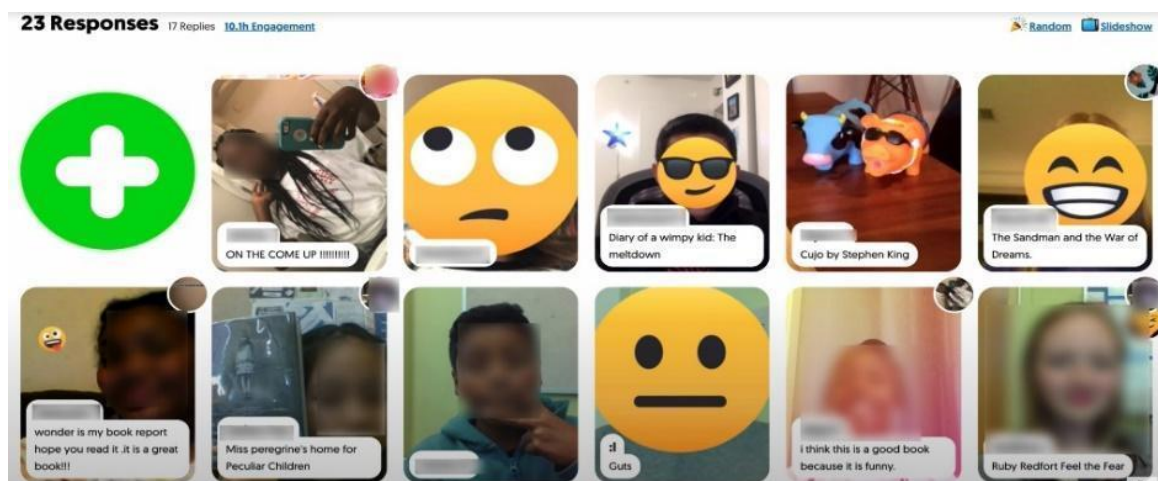 23 Responses 17 Replies 10.1h Engagement
Random Slideshow
ON THE COME UP !!!!!!!!!!
Diary of a wimpy kid: The
meltdown
Cujo by Stephen King
The Sandman and the War of
Dreams.
wonder is my book report
hope you read it .it is a great
book!!!
Miss peregrine's home for
Peculiar Children
:l
Guts
i think this is a good book
because it is funny.
Ruby Redfort Feel the Fear